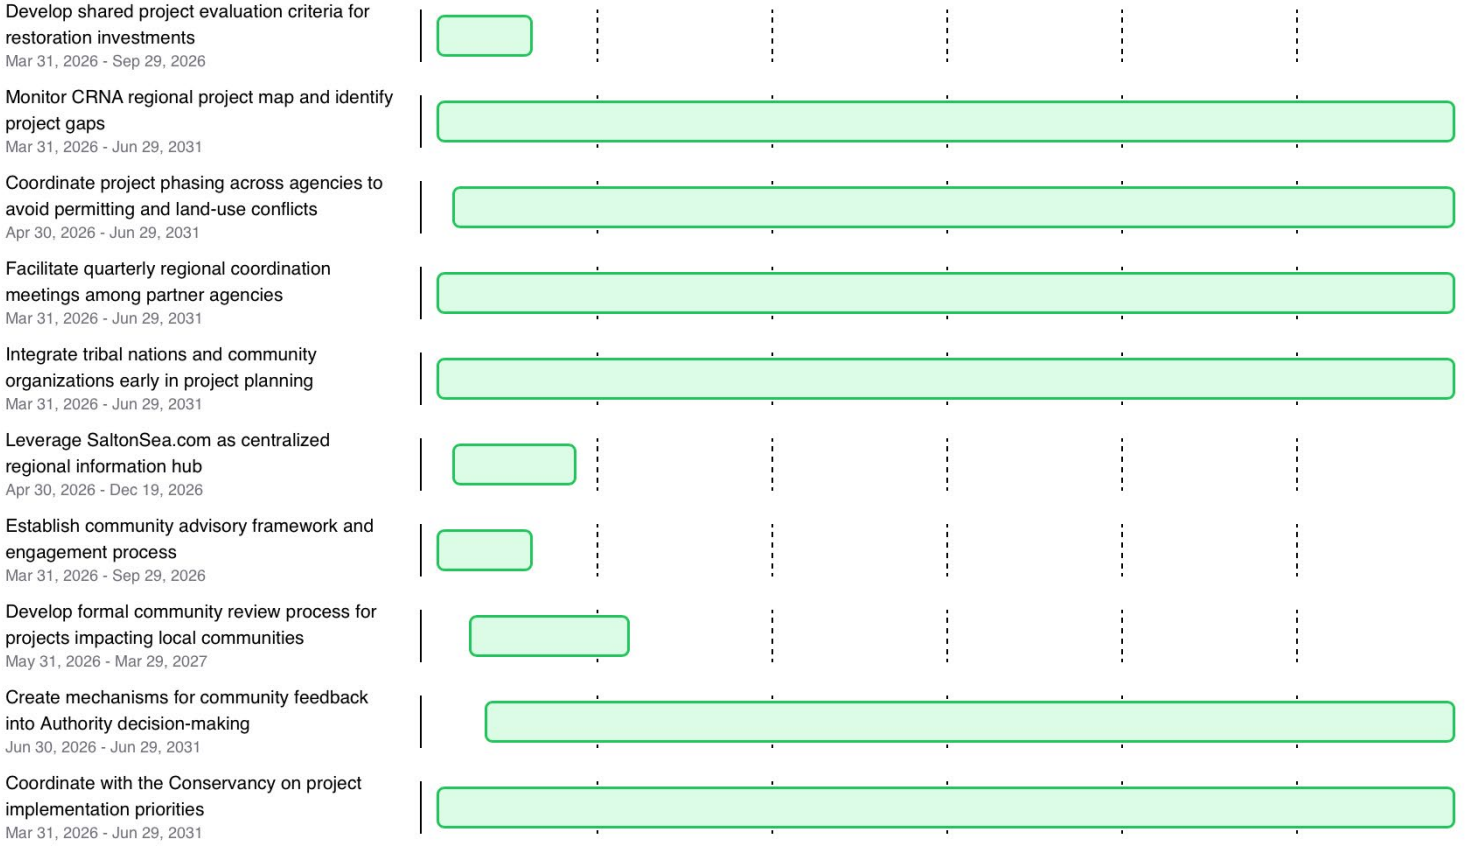 Develop shared project evaluation criteria for
restoration investments
Mar 31, 2026 - Sep 29, 2026
Monitor CRNA regional project map and identify
project gaps
Mar 31, 2026 - Jun 29, 2031
Coordinate project phasing across agencies to
avoid permitting and land-use conflicts
Apr 30, 2026 - Jun 29, 2031
Facilitate quarterly regional coordination
meetings among partner agencies
Mar 31, 2026 - Jun 29, 2031
Integrate tribal nations and community
organizations early in project planning
Mar 31, 2026 - Jun 29, 2031
Leverage SaltonSea.com as centralized
regional information hub
Apr 30, 2026 - Dec 19, 2026
Establish community advisory framework and
engagement process
Mar 31, 2026 - Sep 29, 2026
Develop formal community review process for
projects impacting local communities
May 31, 2026 - Mar 29, 2027
Create mechanisms for community feedback
into Authority decision-making
Jun 30, 2026 - Jun 29, 2031
Coordinate with the Conservancy on project
implementation priorities
Mar 31, 2026 - Jun 29, 2031